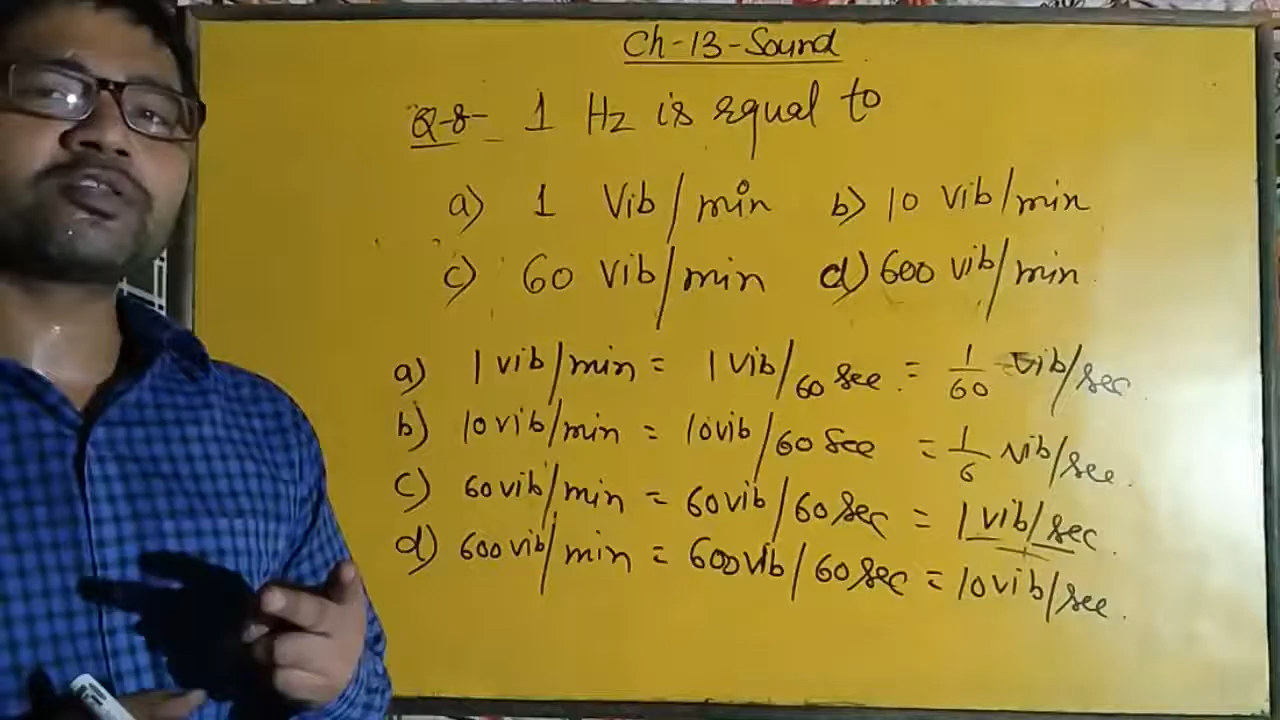 Ch-13-Sound
Q-8- 1 Hz is equal to
a) 1 Vib/min b) 10 Vib/min
c) 60 Vib/min d) 600 vib/min
a) 1 vib/min = 1 vib/60 sec = 1/60 vib/sec
b) 10 vib/min = 10 vib/60 sec = 1/6 vib/sec.
c) 60 vib/min = 60 vib/60 sec = 1 vib/sec.
d) 600 vib/min = 600 vib/60 sec = 10 vib/sec.